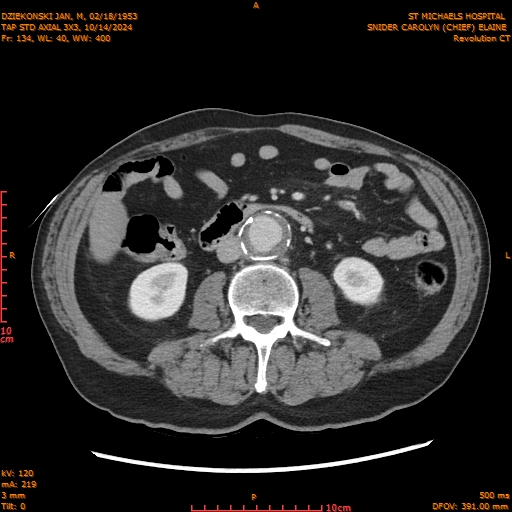 A
DZIEKONSKI JAN, M, 02/18/1953
TAP STD AXIAL 3X3, 10/14/2024
Fr: 134, WL: 40, WW: 400
ST MICHAELS HOSPITAL
SNIDER CAROLYN (CHIEF) ELAINE
Revolution CT
R
L
10
cm
kV: 120
mA: 219
3 mm
Tilt: 0
P
10cm
500 ms
DFOV: 391.00 mm